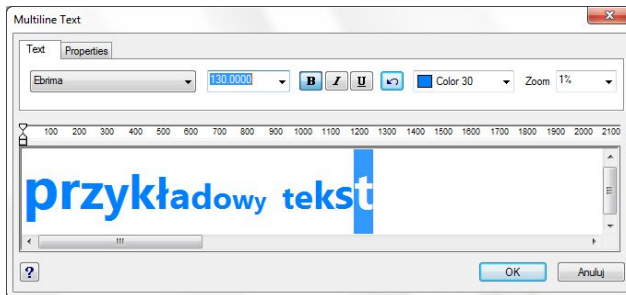 Multiline Text
Text Properties
Ebrima 130.0000 B I U Color 30 Zoom 1%
100 200 300 400 500 600 700 800 900 1000 1100 1200 1300 1400 1500 1600 1700 1800 1900 2000 2100
przykładowy tekst
? OK Anuluj